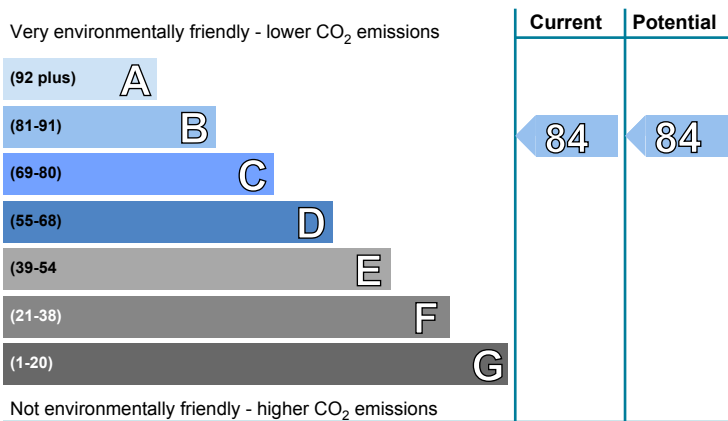 Current Potential
Very environmentally friendly - lower CO2 emissions
(92 plus) A
(81-91) B 84 84
(69-80) C
(55-68) D
(39-54 E
(21-38) F
(1-20) G
Not environmentally friendly - higher CO2 emissions